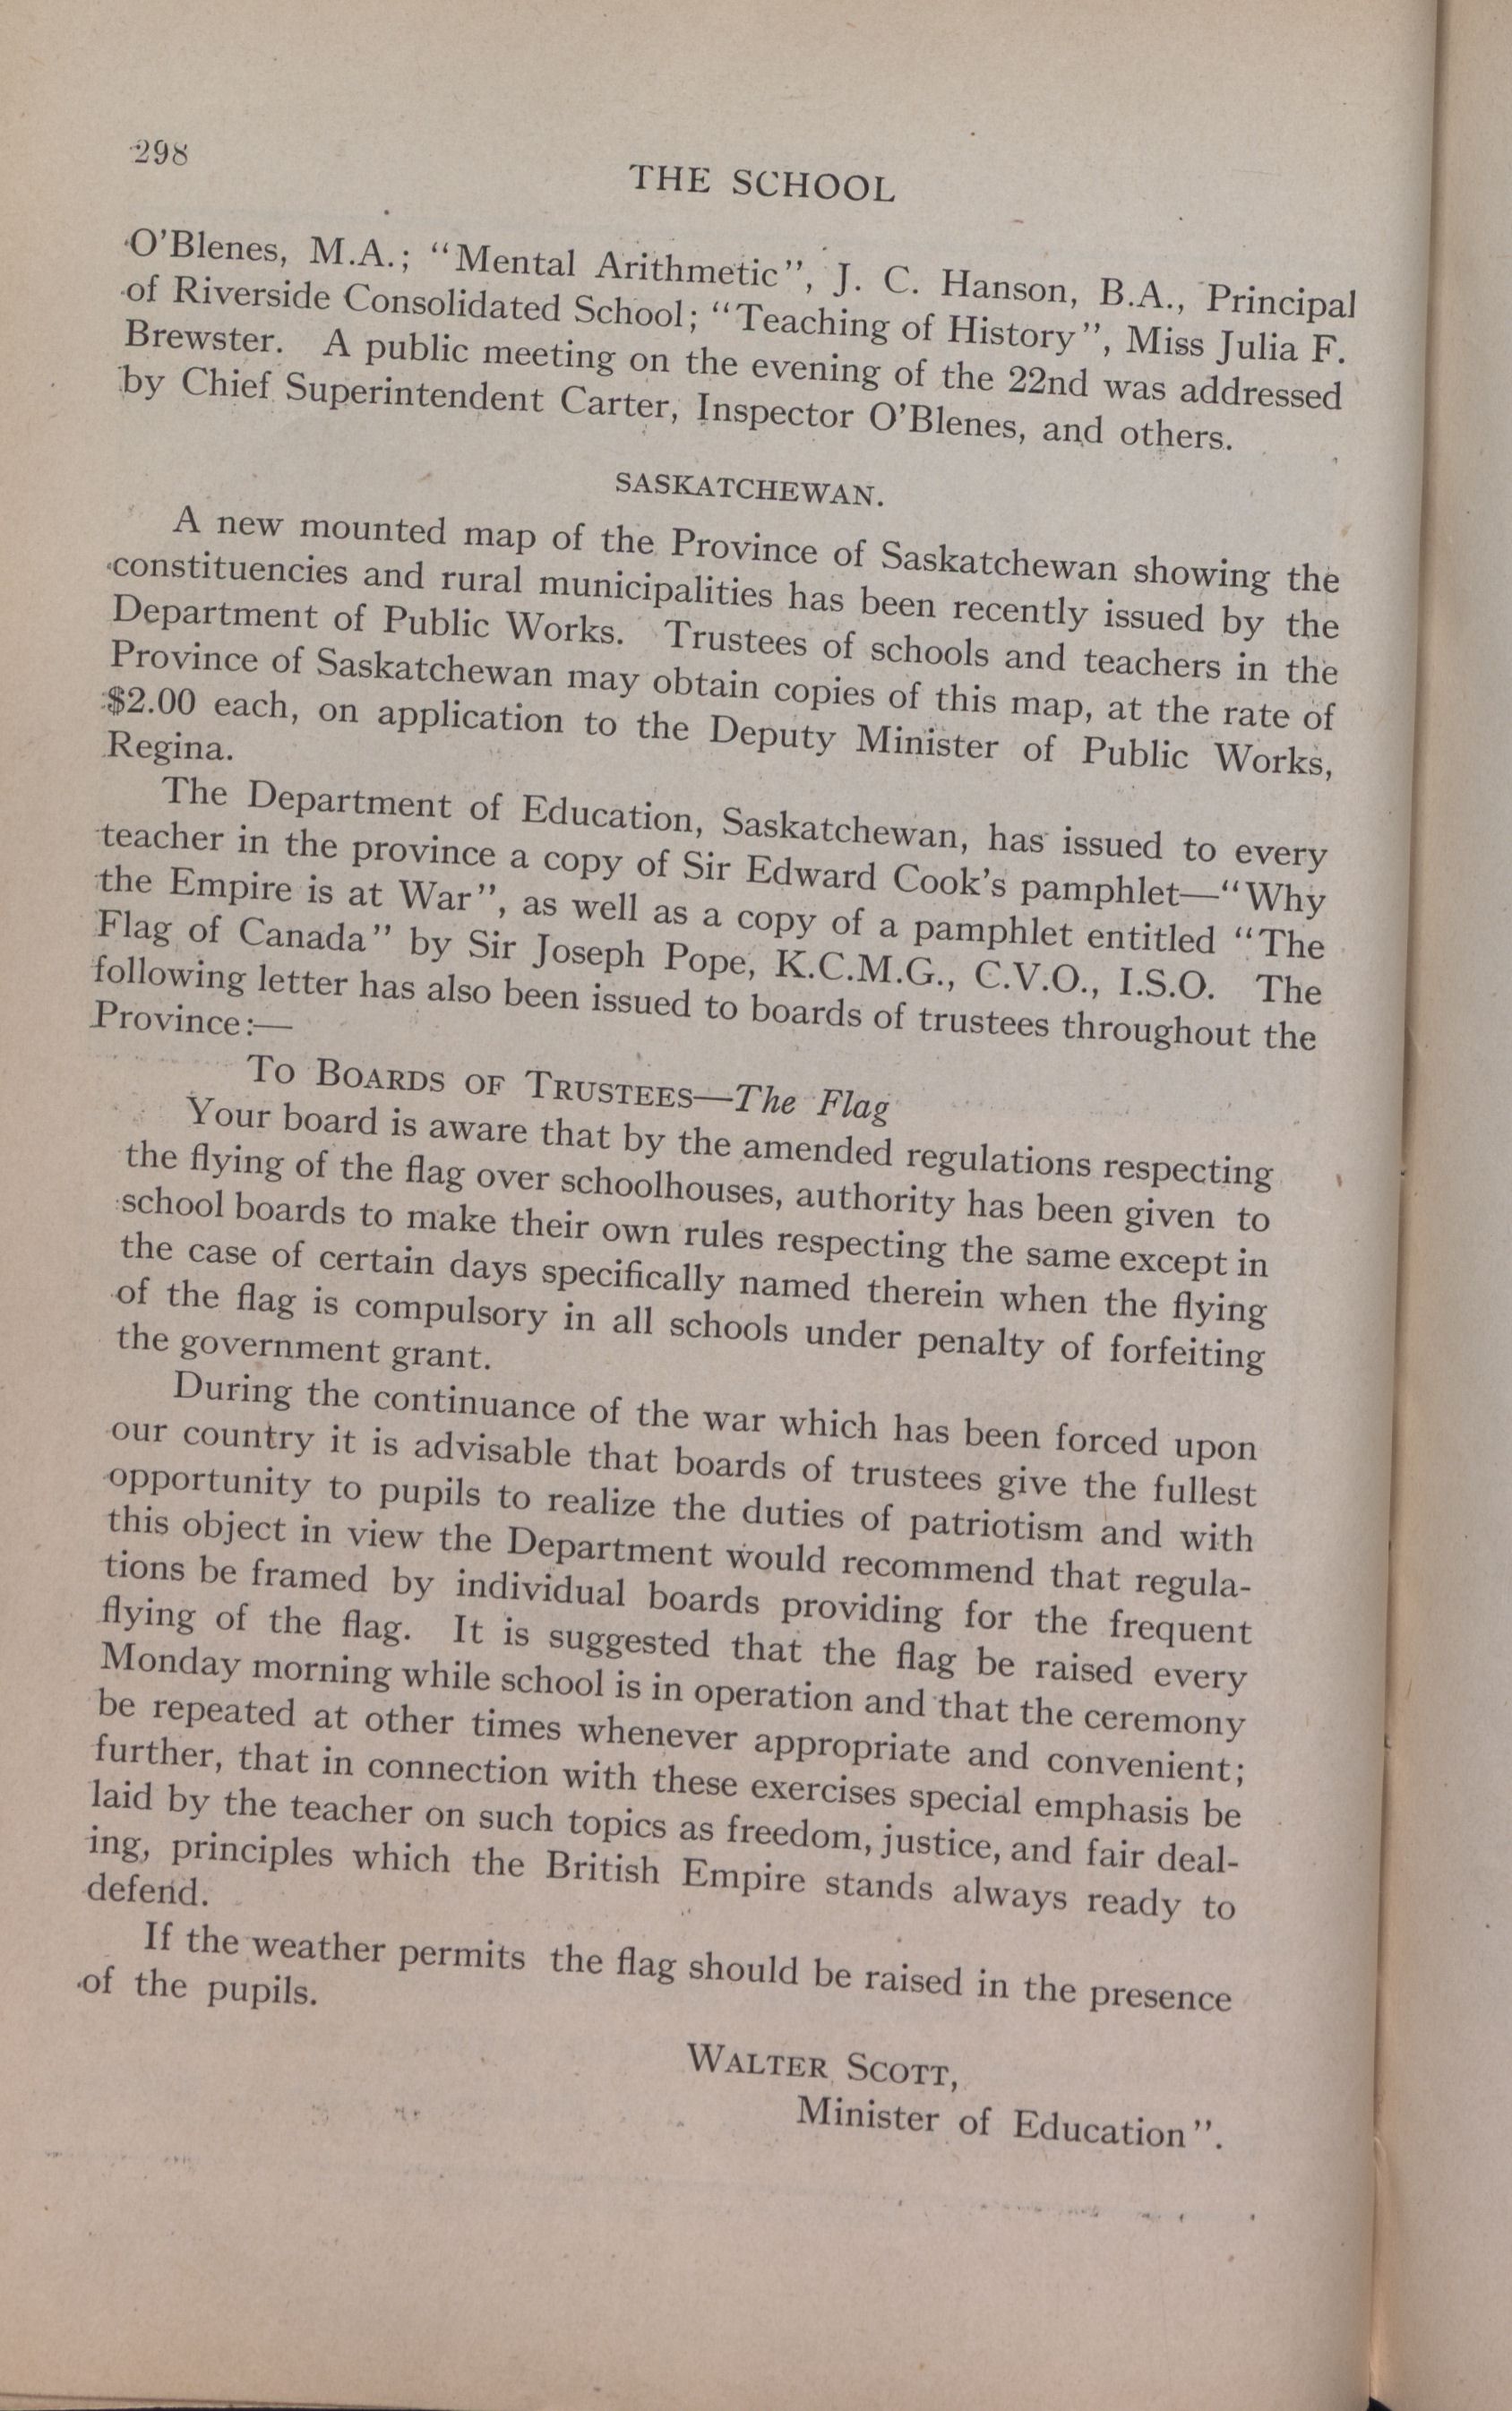 298
THE SCHOOL
O'Blenes, M.A.; "Mental Arithmetic", J. C. Hanson, B.A., Principal
of Riverside Consolidated School; "Teaching of History", Miss Julia F.
Brewster. A public meeting on the evening of the 22nd was addressed
by Chief Superintendent Carter, Inspector O'Blenes, and others.
SASKATCHEWAN.
A new mounted map of the Province of Saskatchewan showing the
constituencies and rural municipalities has been recently issued by the
Department of Public Works. Trustees of schools and teachers in the
Province of Saskatchewan may obtain copies of this map, at the rate of
$2.00 each, on application to the Deputy Minister of Public Works,
Regina.
The Department of Education, Saskatchewan, has issued to every
teacher in the province a copy of Sir Edward Cook's pamphlet—"Why
the Empire is at War", as well as a copy of a pamphlet entitled "The
Flag of Canada" by Sir Joseph Pope, K.C.M.G., C.V.O., I.S.O. The
following letter has also been issued to boards of trustees throughout the
Province:—
To Boards of Trustees—The Flag
Your board is aware that by the amended regulations respecting
the flying of the flag over schoolhouses, authority has been given to
school boards to make their own rules respecting the same except in
the case of certain days specifically named therein when the flying
of the flag is compulsory in all schools under penalty of forfeiting
the government grant.
During the continuance of the war which has been forced upon
our country it is advisable that boards of trustees give the fullest
opportunity to pupils to realize the duties of patriotism and with
this object in view the Department would recommend that regula-
tions be framed by individual boards providing for the frequent
flying of the flag. It is suggested that the flag be raised every
Monday morning while school is in operation and that the ceremony
be repeated at other times whenever appropriate and convenient;
further, that in connection with these exercises special emphasis be
laid by the teacher on such topics as freedom, justice, and fair deal-
ing, principles which the British Empire stands always ready to
defend.
If the weather permits the flag should be raised in the presence
of the pupils.
Walter Scott,
Minister of Education".